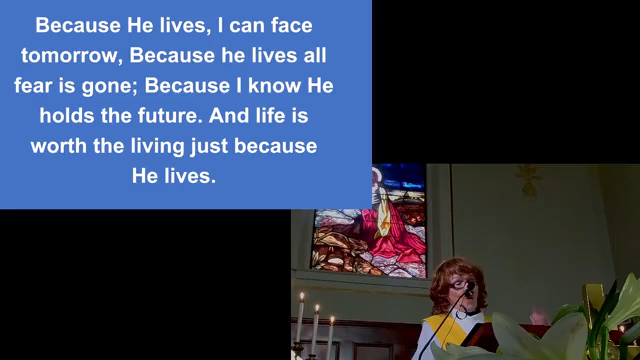 Because He lives, I can face
tomorrow, Because he lives all
fear is gone; Because I know He
holds the future. And life is
worth the living just because
He lives.